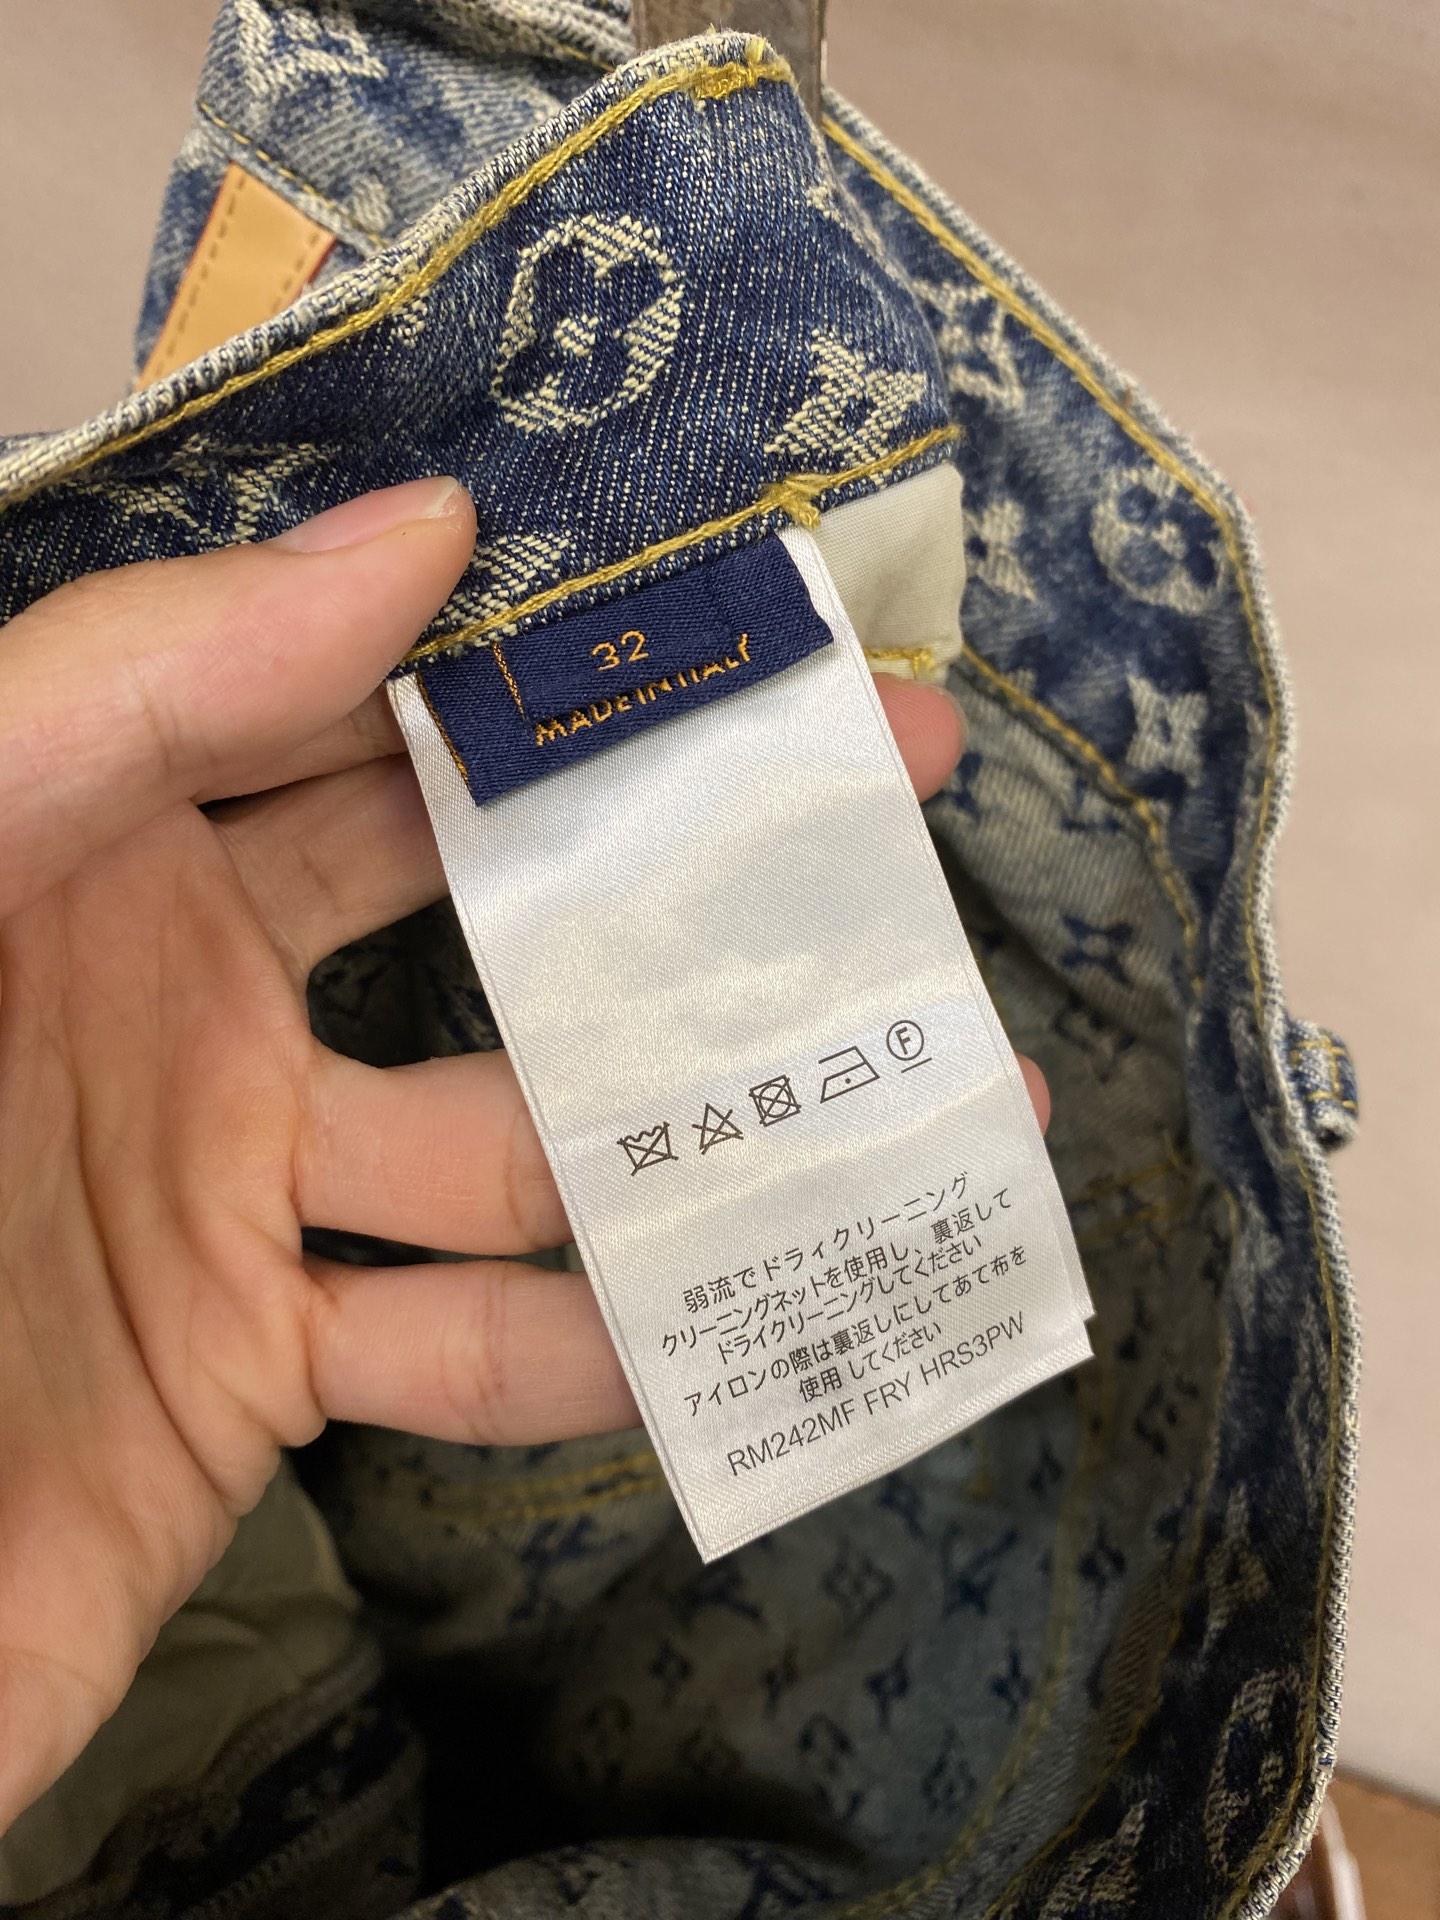 32
MADE IN ITALY
F
弱流でドライクリーニング
クリーニングネットを使用し、裏返して
ドライクリーニングしてください
アイロンの際は裏返しにしてあて布を
使用 してください
RM242MF FRY HRS3PW